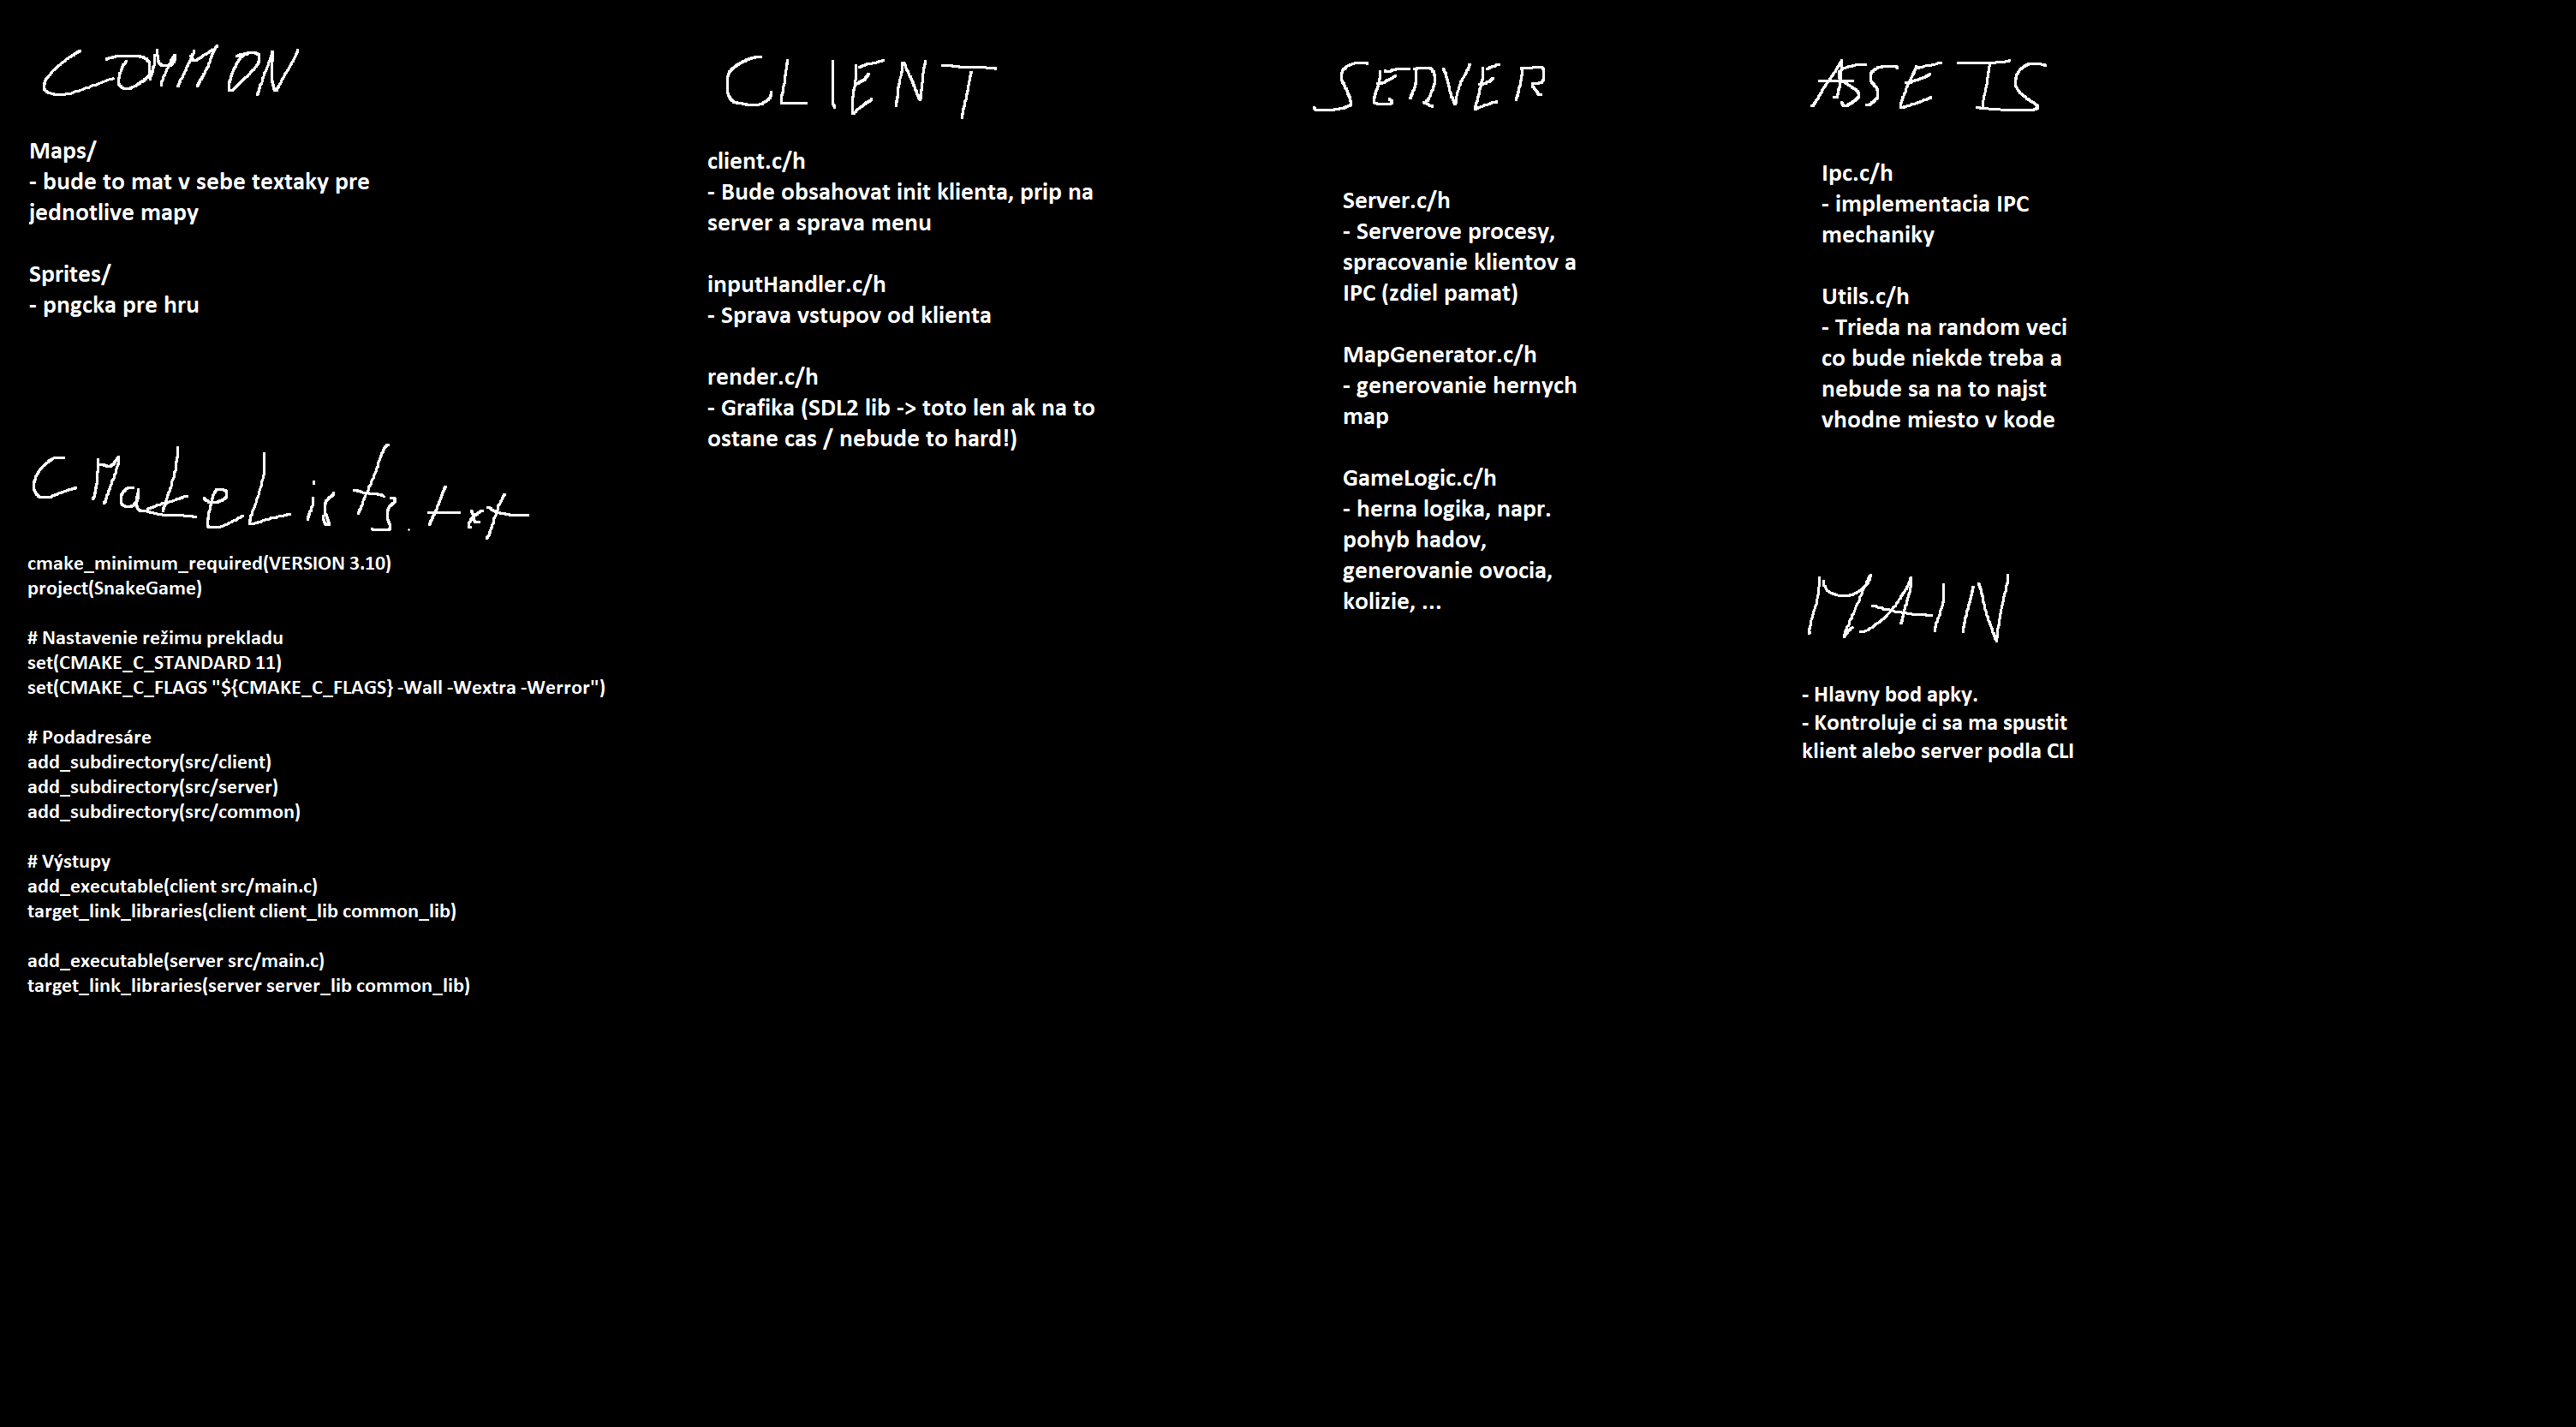 COMMON
Maps/
- bude to mat v sebe textaky pre
jednotlive mapy
Sprites/
- pngcka pre hru
CMakeLists.txt
cmake_minimum_required(VERSION 3.10)
project(SnakeGame)
# Nastavenie režimu prekladu
set(CMAKE_C_STANDARD 11)
set(CMAKE_C_FLAGS "${CMAKE_C_FLAGS} -Wall -Wextra -Werror")
# Podadresáre
add_subdirectory(src/client)
add_subdirectory(src/server)
add_subdirectory(src/common)
# Výstupy
add_executable(client src/main.c)
target_link_libraries(client client_lib common_lib)
add_executable(server src/main.c)
target_link_libraries(server server_lib common_lib)
CLIENT
client.c/h
- Bude obsahovat init klienta, prip na
server a sprava menu
inputHandler.c/h
- Sprava vstupov od klienta
render.c/h
- Grafika (SDL2 lib -> toto len ak na to
ostane cas / nebude to hard!)
SERVER
Server.c/h
- Serverove procesy,
spracovanie klientov a
IPC (zdiel pamat)
MapGenerator.c/h
- generovanie hernych
map
GameLogic.c/h
- herna logika, napr.
pohyb hadov,
generovanie ovocia,
kolizie, ...
ASSETS
Ipc.c/h
- implementacia IPC
mechaniky
Utils.c/h
- Trieda na random veci
co bude niekde treba a
nebude sa na to najst
vhodne miesto v kode
MAIN
- Hlavny bod apky.
- Kontroluje ci sa ma spustit
klient alebo server podla CLI